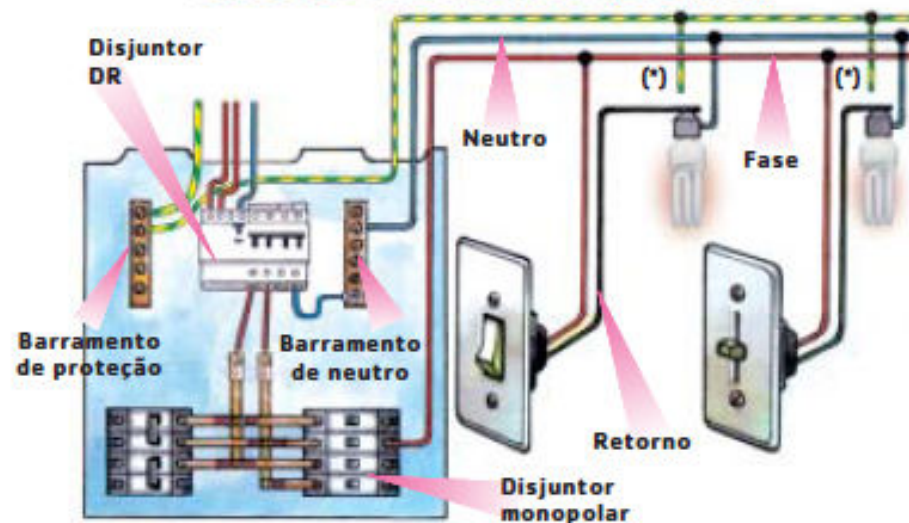 Disjuntor
DR
(*)
(*)
Neutro
Fase
Barramento
de proteção
Barramento
de neutro
Retorno
Disjuntor
monopolar